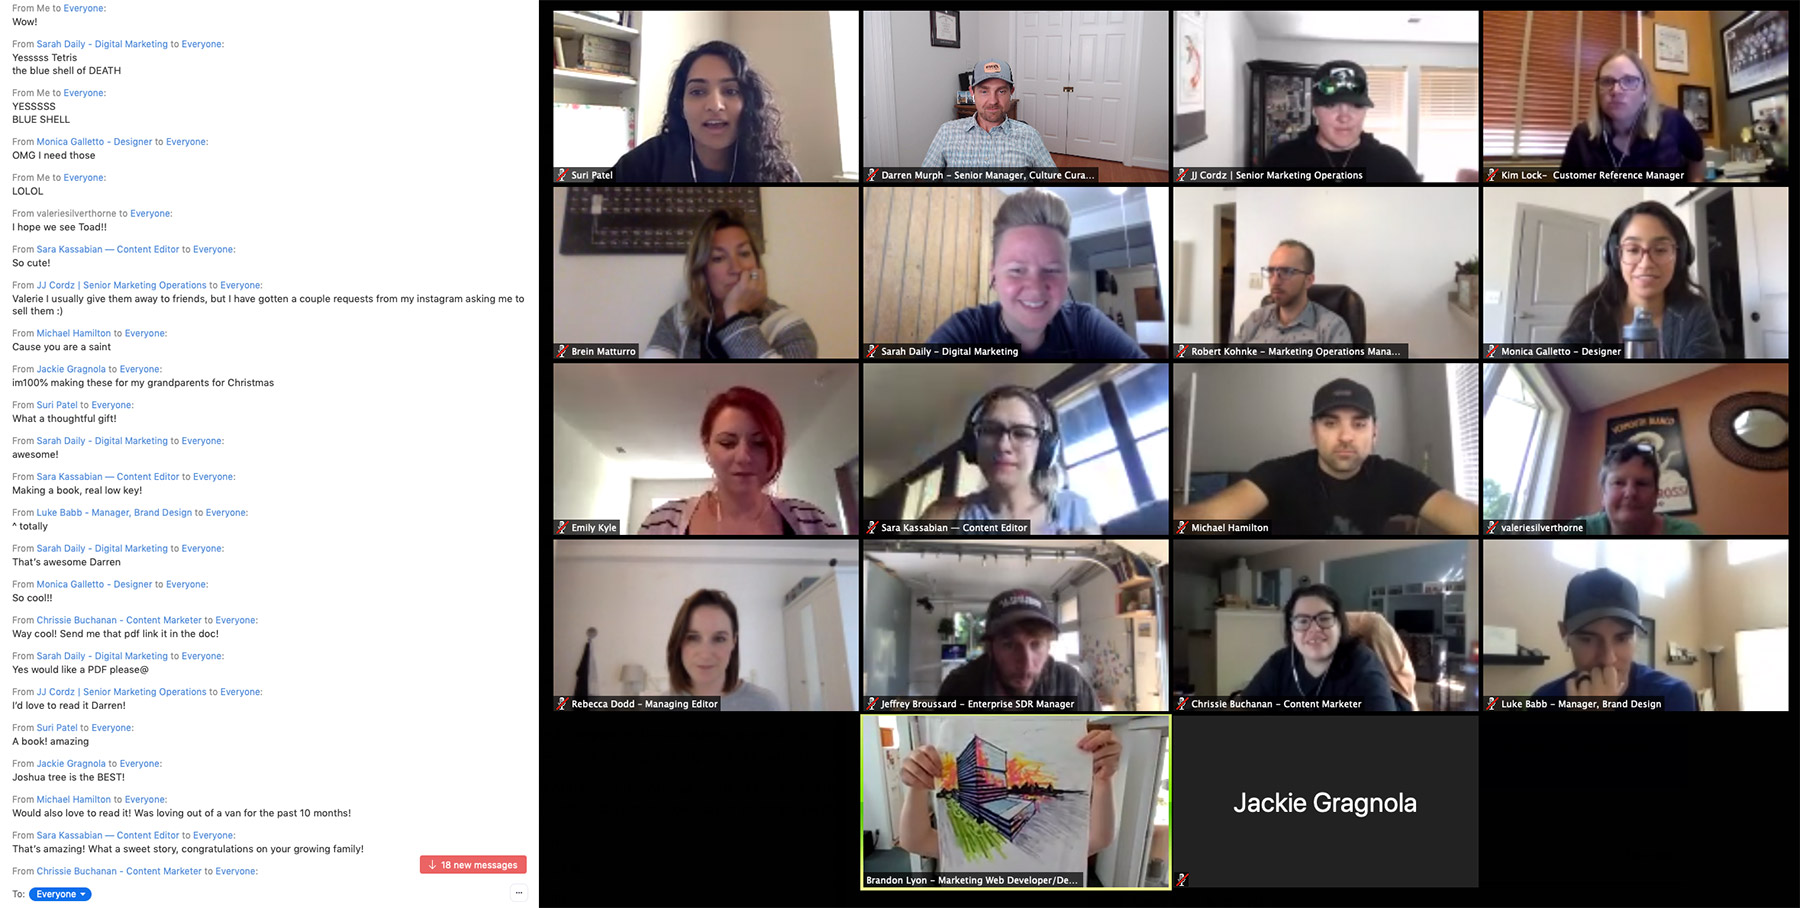 From Me to Everyone:
Wow!
From Sarah Daily - Digital Marketing to Everyone:
Yesssss Tetris
the blue shell of DEATH
From Me to Everyone:
YESSSSS
BLUE SHELL
From Monica Galletto - Designer to Everyone:
OMG I need those
From Me to Everyone:
LOLOL
From valeriesilverthorne to Everyone:
I hope we see Toad!!
From Sara Kassabian — Content Editor to Everyone:
So cute!
From JJ Cordz | Senior Marketing Operations to Everyone:
Valerie I usually give them away to friends, but I have gotten a couple requests from my instagram asking me to
sell them :)
From Michael Hamilton to Everyone:
Cause you are a saint
From Jackie Gragnola to Everyone:
im100% making these for my grandparents for Christmas
From Suri Patel to Everyone:
What a thoughtful gift!
From Sarah Daily - Digital Marketing to Everyone:
awesome!
From Sara Kassabian — Content Editor to Everyone:
Making a book, real low key!
From Luke Babb - Manager, Brand Design to Everyone:
^ totally
From Sarah Daily - Digital Marketing to Everyone:
That's awesome Darren
From Monica Galletto - Designer to Everyone:
So cool!!
From Chrissie Buchanan - Content Marketer to Everyone:
Way cool! Send me that pdf link it in the doc!
From Sarah Daily - Digital Marketing to Everyone:
Yes would like a PDF please@
From JJ Cordz | Senior Marketing Operations to Everyone:
I'd love to read it Darren!
From Suri Patel to Everyone:
A book! amazing
From Jackie Gragnola to Everyone:
Joshua tree is the BEST!
From Michael Hamilton to Everyone:
Would also love to read it! Was loving out of a van for the past 10 months!
From Sara Kassabian — Content Editor to Everyone:
That's amazing! What a sweet story, congratulations on your growing family!
18 new messages
From Chrissie Buchanan - Content Marketer to Everyone:
To: Everyone
Suri Patel
Darren Murph - Senior Manager, Culture Cura...
JJ Cordz | Senior Marketing Operations
Kim Lock- Customer Reference Manager
Brein Matturro
Sarah Daily - Digital Marketing
Robert Kohnke - Marketing Operations Mana...
Monica Galletto - Designer
VERMOUTH BIANCO
ROSSI
Emily Kyle
Sara Kassabian — Content Editor
Michael Hamilton
valeriesilverthorne
Rebecca Dodd - Managing Editor
Jeffrey Broussard - Enterprise SDR Manager
Chrissie Buchanan - Content Marketer
Luke Babb - Manager, Brand Design
Brandon Lyon - Marketing Web Developer/De...
Jackie Gragnola